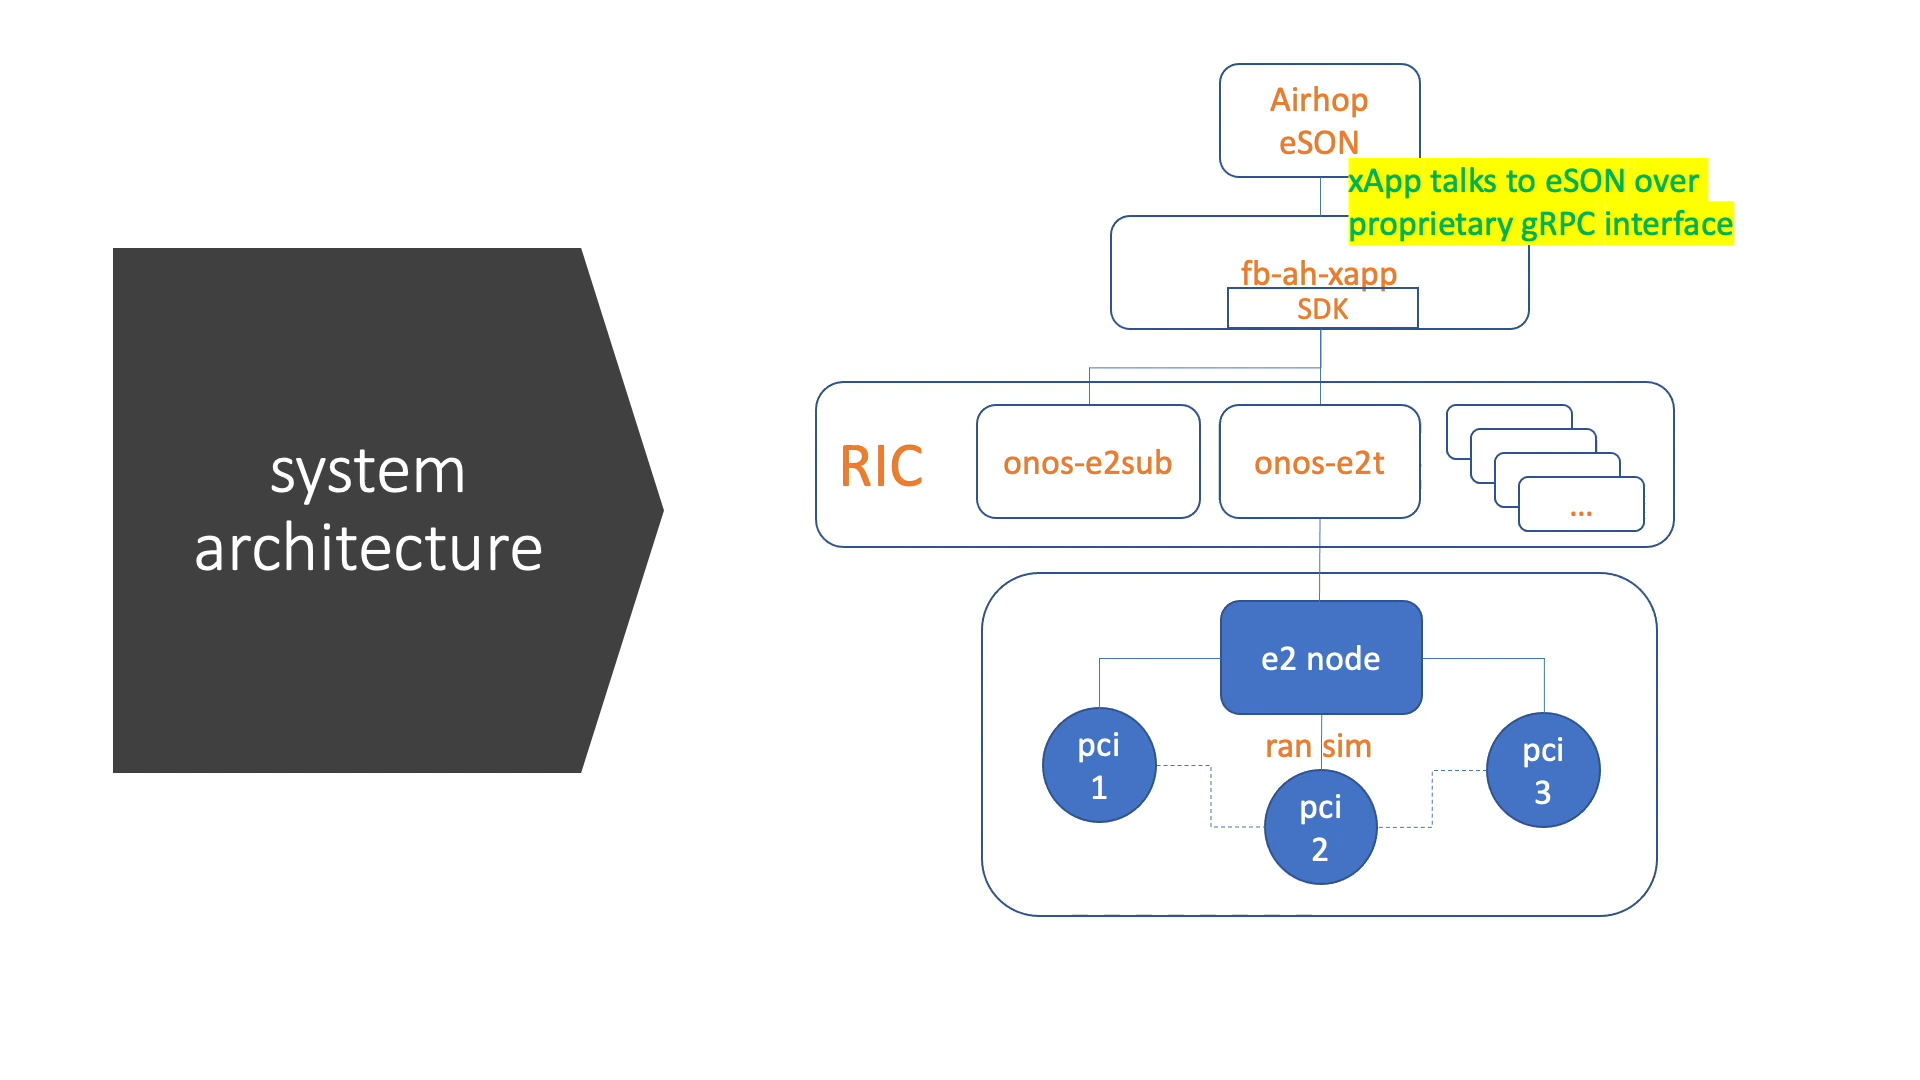 system
architecture
Airhop
eSON
xApp talks to eSON over
proprietary gRPC interface
fb-ah-xapp
SDK
RIC
onos-e2sub
onos-e2t
...
e2 node
ran sim
pci
1
pci
2
pci
3